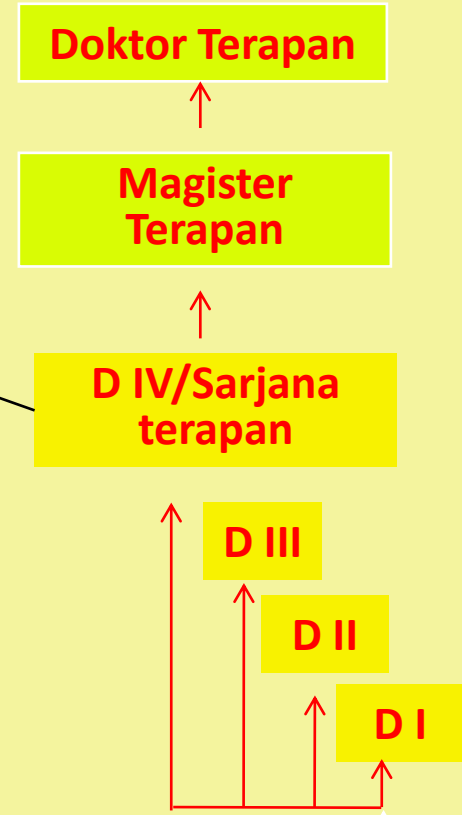 Doktor Terapan
Magister
Terapan
D IV/Sarjana
terapan
D III
D II
D I